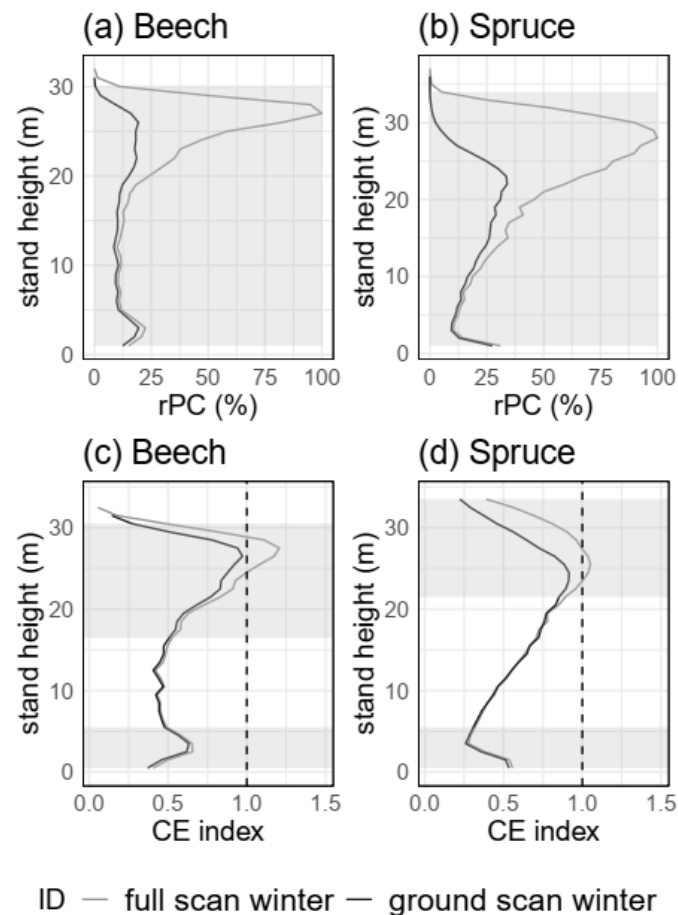 (a) Beech
(b) Spruce
stand height (m)
30
20
10
0
0
25
50
75
100
rPC (%)
stand height (m)
30
20
10
0
0
25
50
75
100
rPC (%)
(c) Beech
(d) Spruce
stand height (m)
30
20
10
0
0.0
0.5
1.0
1.5
CE index
stand height (m)
30
20
10
0
0.0
0.5
1.0
1.5
CE index
ID — full scan winter — ground scan winter